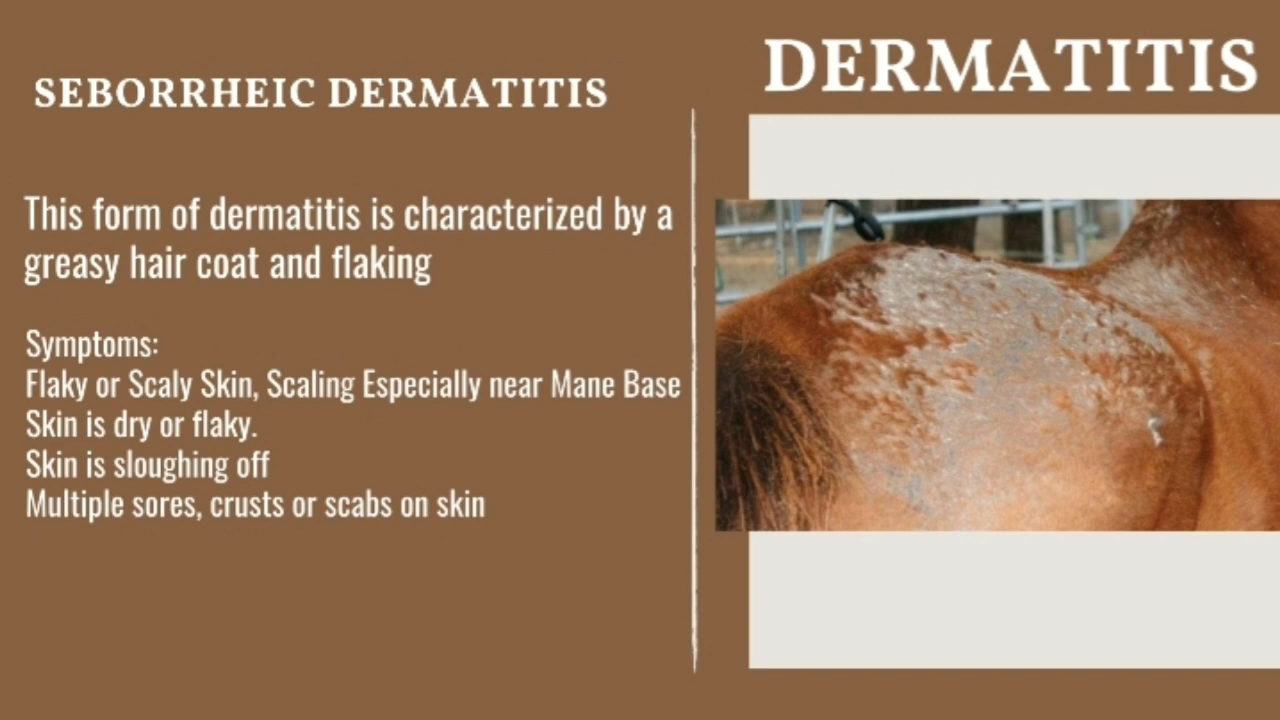 SEBORRHEIC DERMATITIS
This form of dermatitis is characterized by a
greasy hair coat and flaking
Symptoms:
Flaky or Scaly Skin, Scaling Especially near Mane Base
Skin is dry or flaky.
Skin is sloughing off
Multiple sores, crusts or scabs on skin
DERMATITIS